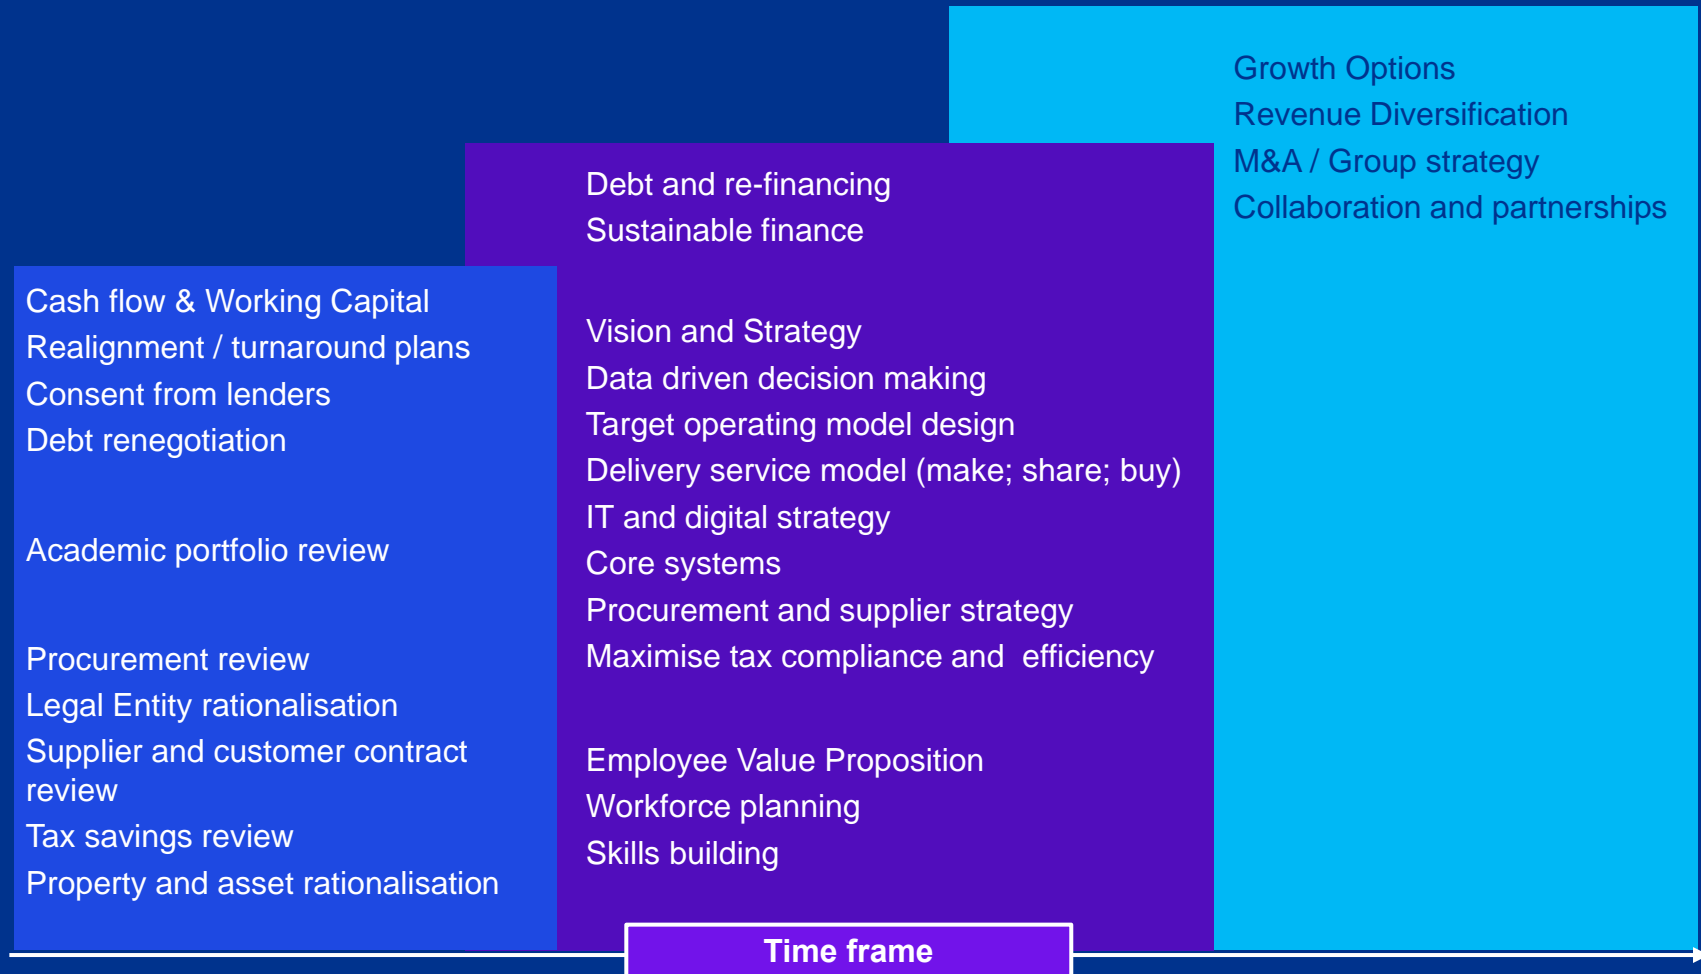 Growth Options
Revenue Diversification
M&A / Group strategy
Collaboration and partnerships
Debt and re-financing
Sustainable finance
Vision and Strategy
Data driven decision making
Target operating model design
Delivery service model (make; share; buy)
IT and digital strategy
Core systems
Procurement and supplier strategy
Maximise tax compliance and  efficiency
Employee Value Proposition
Workforce planning
Skills building
Cash flow & Working Capital
Realignment / turnaround plans
Consent from lenders
Debt renegotiation
Academic portfolio review
Procurement review
Legal Entity rationalisation
Supplier and customer contract
review
Tax savings review
Property and asset rationalisation
Time frame